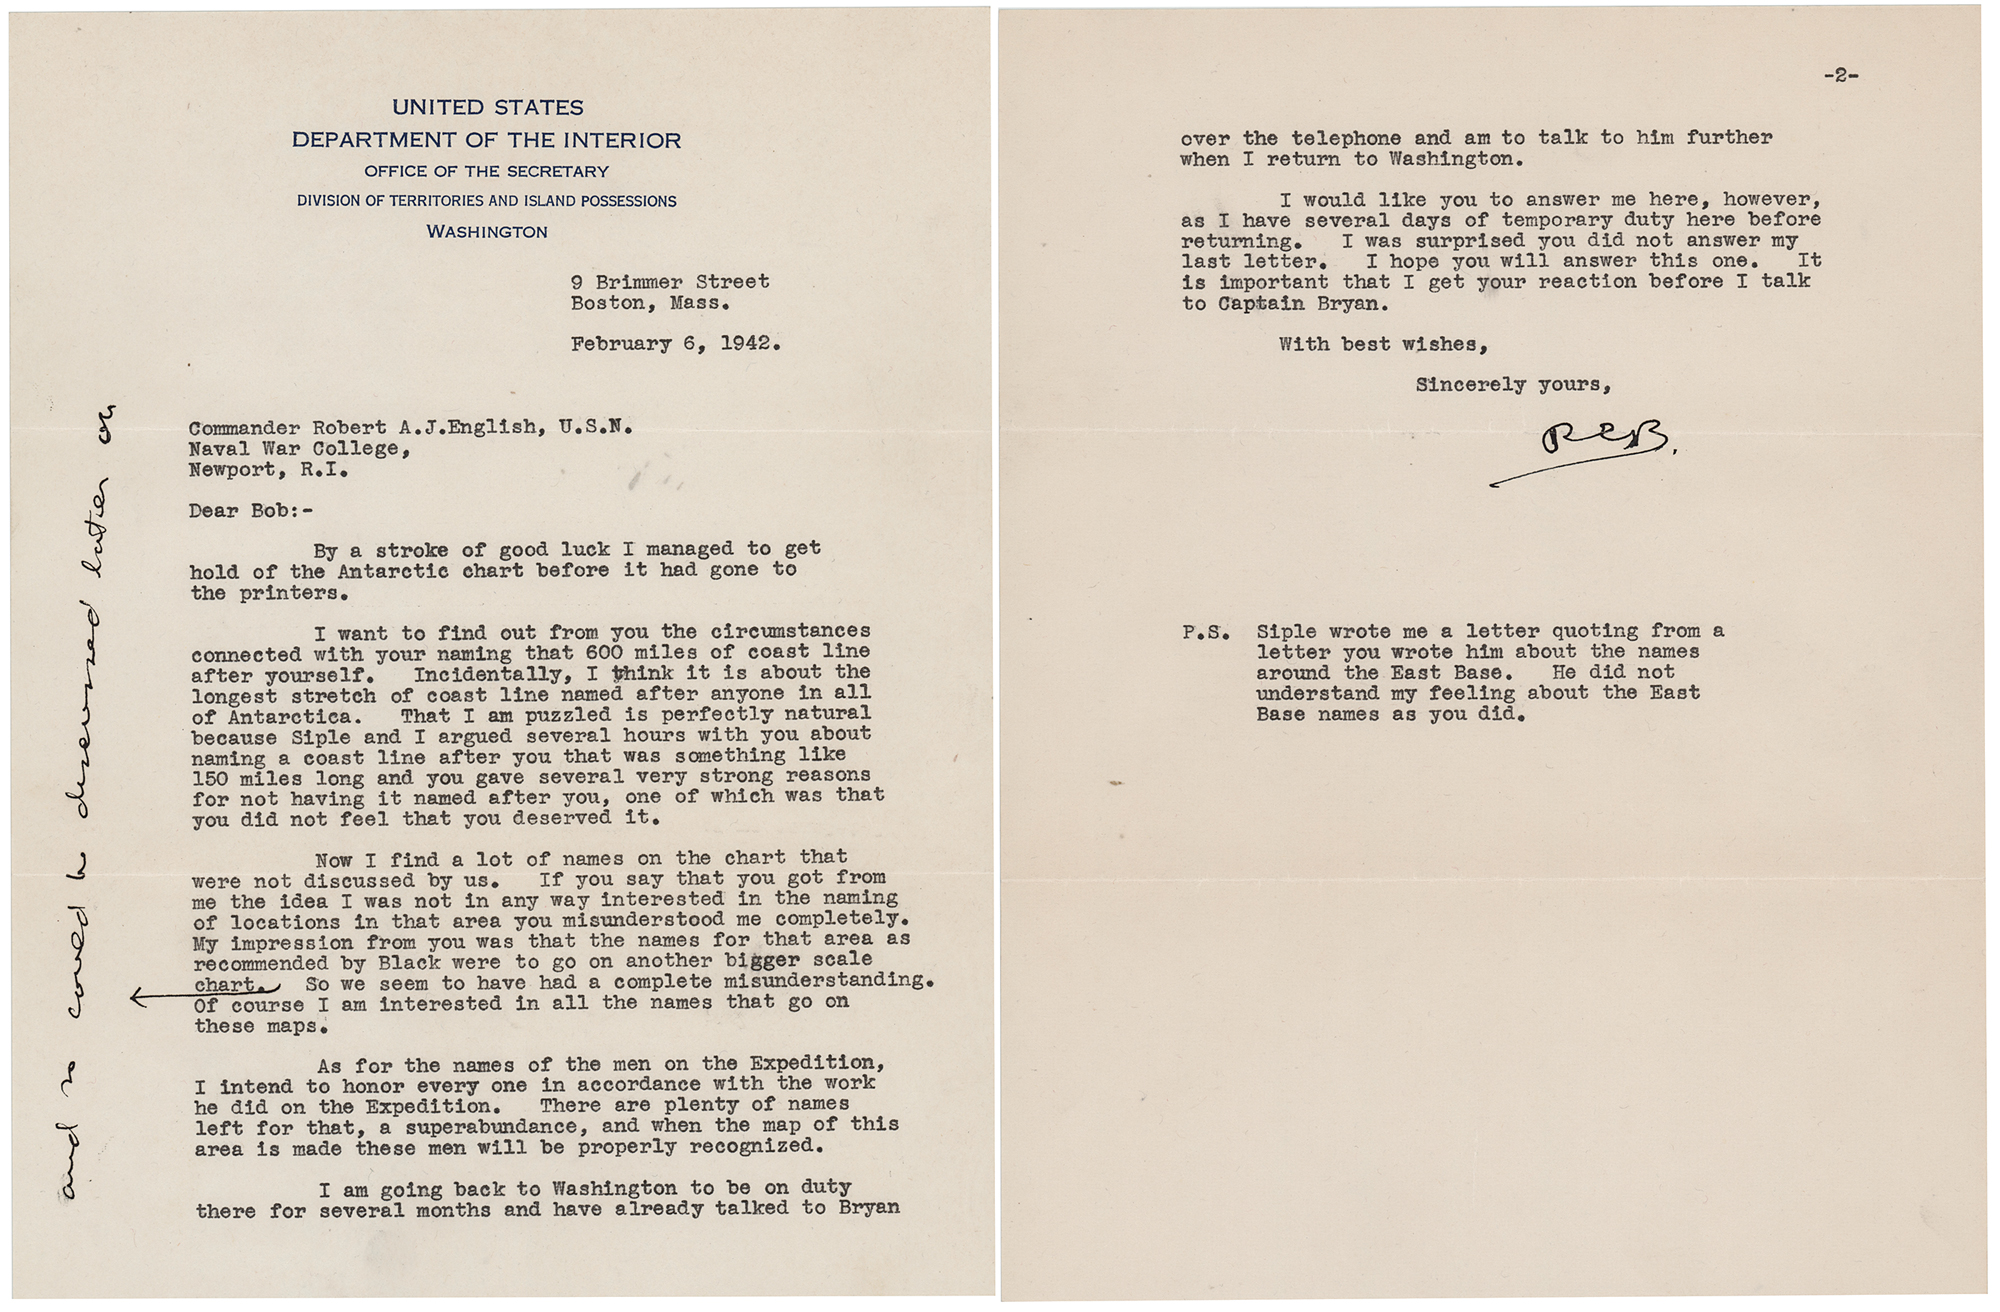 UNITED STATES
DEPARTMENT OF THE INTERIOR
OFFICE OF THE SECRETARY
DIVISION OF TERRITORIES AND ISLAND POSSESSIONS
WASHINGTON
9 Brimmer Street
Boston, Mass.
February 6, 1942.
Commander Robert A.J.English, U.S.N.
Naval War College,
Newport, R.I.
Dear Bob:-
By a stroke of good luck I managed to get
hold of the Antarctic chart before it had gone to
the printers.
I want to find out from you the circumstances
connected with your naming that 600 miles of coast line
after yourself. Incidentally, I think it is about the
longest stretch of coast line named after anyone in all
of Antarctica. That I am puzzled is perfectly natural
because Siple and I argued several hours with you about
naming a coast line after you that was something like
150 miles long and you gave several very strong reasons
for not having it named after you, one of which was that
you did not feel that you deserved it.
Now I find a lot of names on the chart that
were not discussed by us. If you say that you got from
me the idea I was not in any way interested in the naming
of locations in that area you misunderstood me completely.
My impression from you was that the names for that area as
recommended by Black were to go on another bigger scale
chart. So we seem to have had a complete misunderstanding.
Of course I am interested in all the names that go on
these maps.
As for the names of the men on the Expedition,
I intend to honor every one in accordance with the work
he did on the Expedition. There are plenty of names
left for that, a superabundance, and when the map of this
area is made these men will be properly recognized.
I am going back to Washington to be on duty
there for several months and have already talked to Bryan
and so could be discussed later on
-2-
over the telephone and am to talk to him further
when I return to Washington.
I would like you to answer me here, however,
as I have several days of temporary duty here before
returning. I was surprised you did not answer my
last letter. I hope you will answer this one. It
is important that I get your reaction before I talk
to Captain Bryan.
With best wishes,
Sincerely yours,
REB.
P.S. Siple wrote me a letter quoting from a
letter you wrote him about the names
around the East Base. He did not
understand my feeling about the East
Base names as you did.